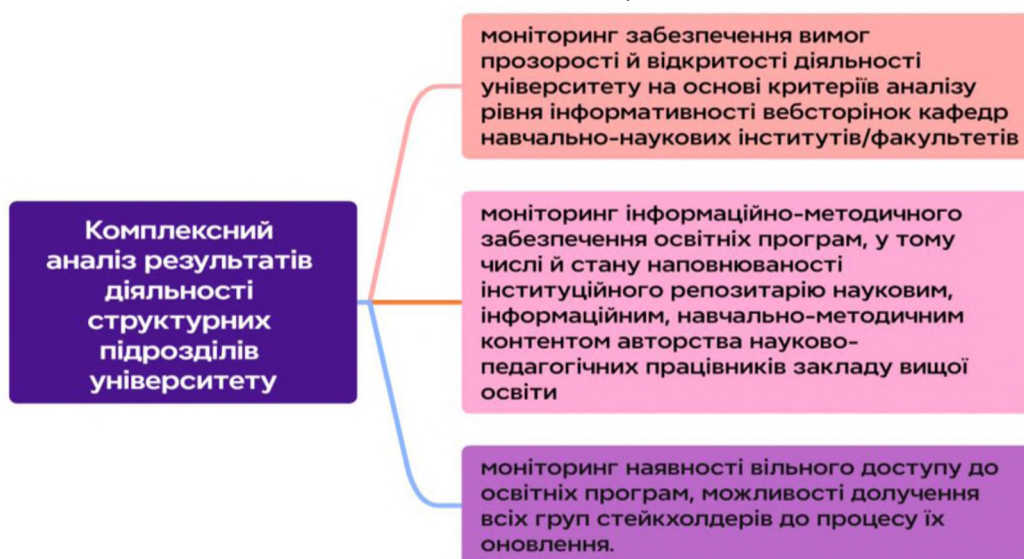 моніторинг забезпечення вимог
прозорості й відкритості діяльності
університету на основі критеріїв аналізу
рівня інформативності вебсторінок кафедр
навчально-наукових інститутів/факультетів
Комплексний
аналіз результатів
діяльності
структурних
підрозділів
університету
моніторинг інформаційно-методичного
забезпечення освітніх програм, у тому
числі й стану наповнюваності
інституційного репозитарію науковим,
інформаційним, навчально-методичним
контентом авторства науково-
педагогічних працівників закладу вищої
освіти
моніторинг наявності вільного доступу до
освітніх програм, можливості долучення
всіх груп стейкхолдерів до процесу їх
оновлення.